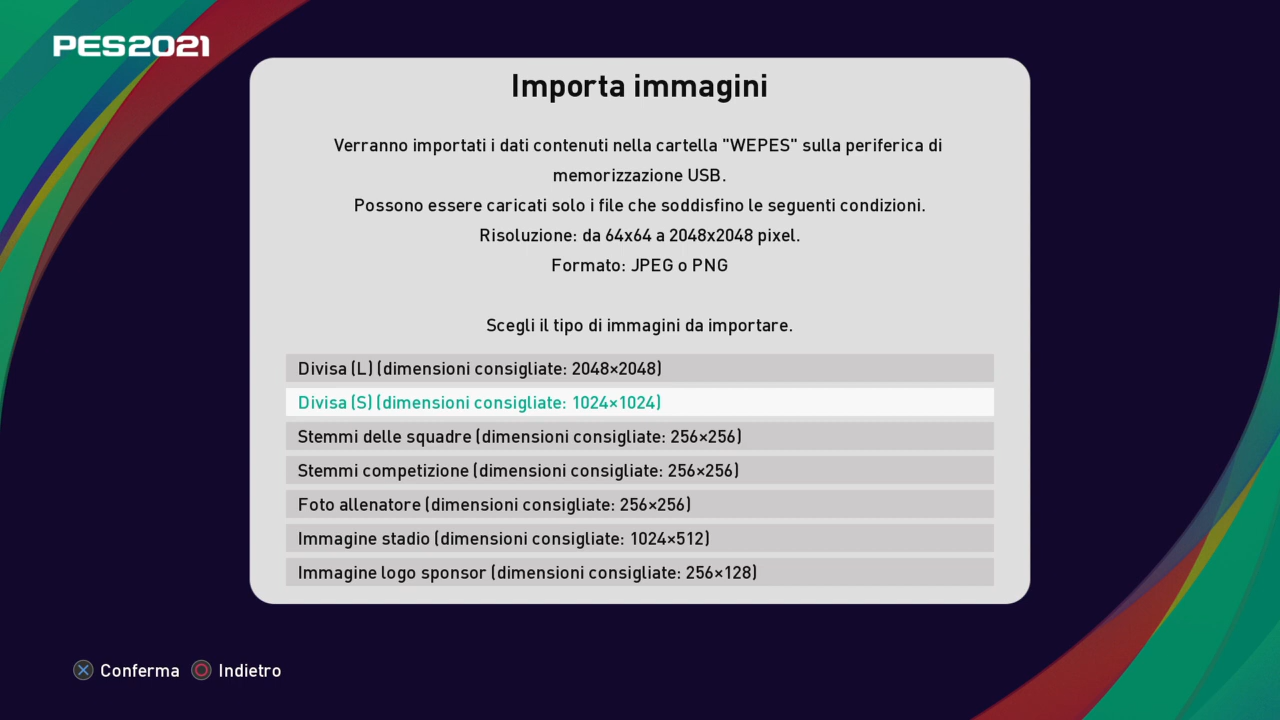 PES2021
Importa immagini
Verranno importati i dati contenuti nella cartella "WEPES" sulla periferica di
memorizzazione USB.
Possono essere caricati solo i file che soddisfino le seguenti condizioni.
Risoluzione: da 64x64 a 2048x2048 pixel.
Formato: JPEG o PNG
Scegli il tipo di immagini da importare.
Divisa (L) (dimensioni consigliate: 2048×2048)
Divisa (S) (dimensioni consigliate: 1024×1024)
Stemmi delle squadre (dimensioni consigliate: 256×256)
Stemmi competizione (dimensioni consigliate: 256×256)
Foto allenatore (dimensioni consigliate: 256×256)
Immagine stadio (dimensioni consigliate: 1024×512)
Immagine logo sponsor (dimensioni consigliate: 256×128)
Conferma Indietro